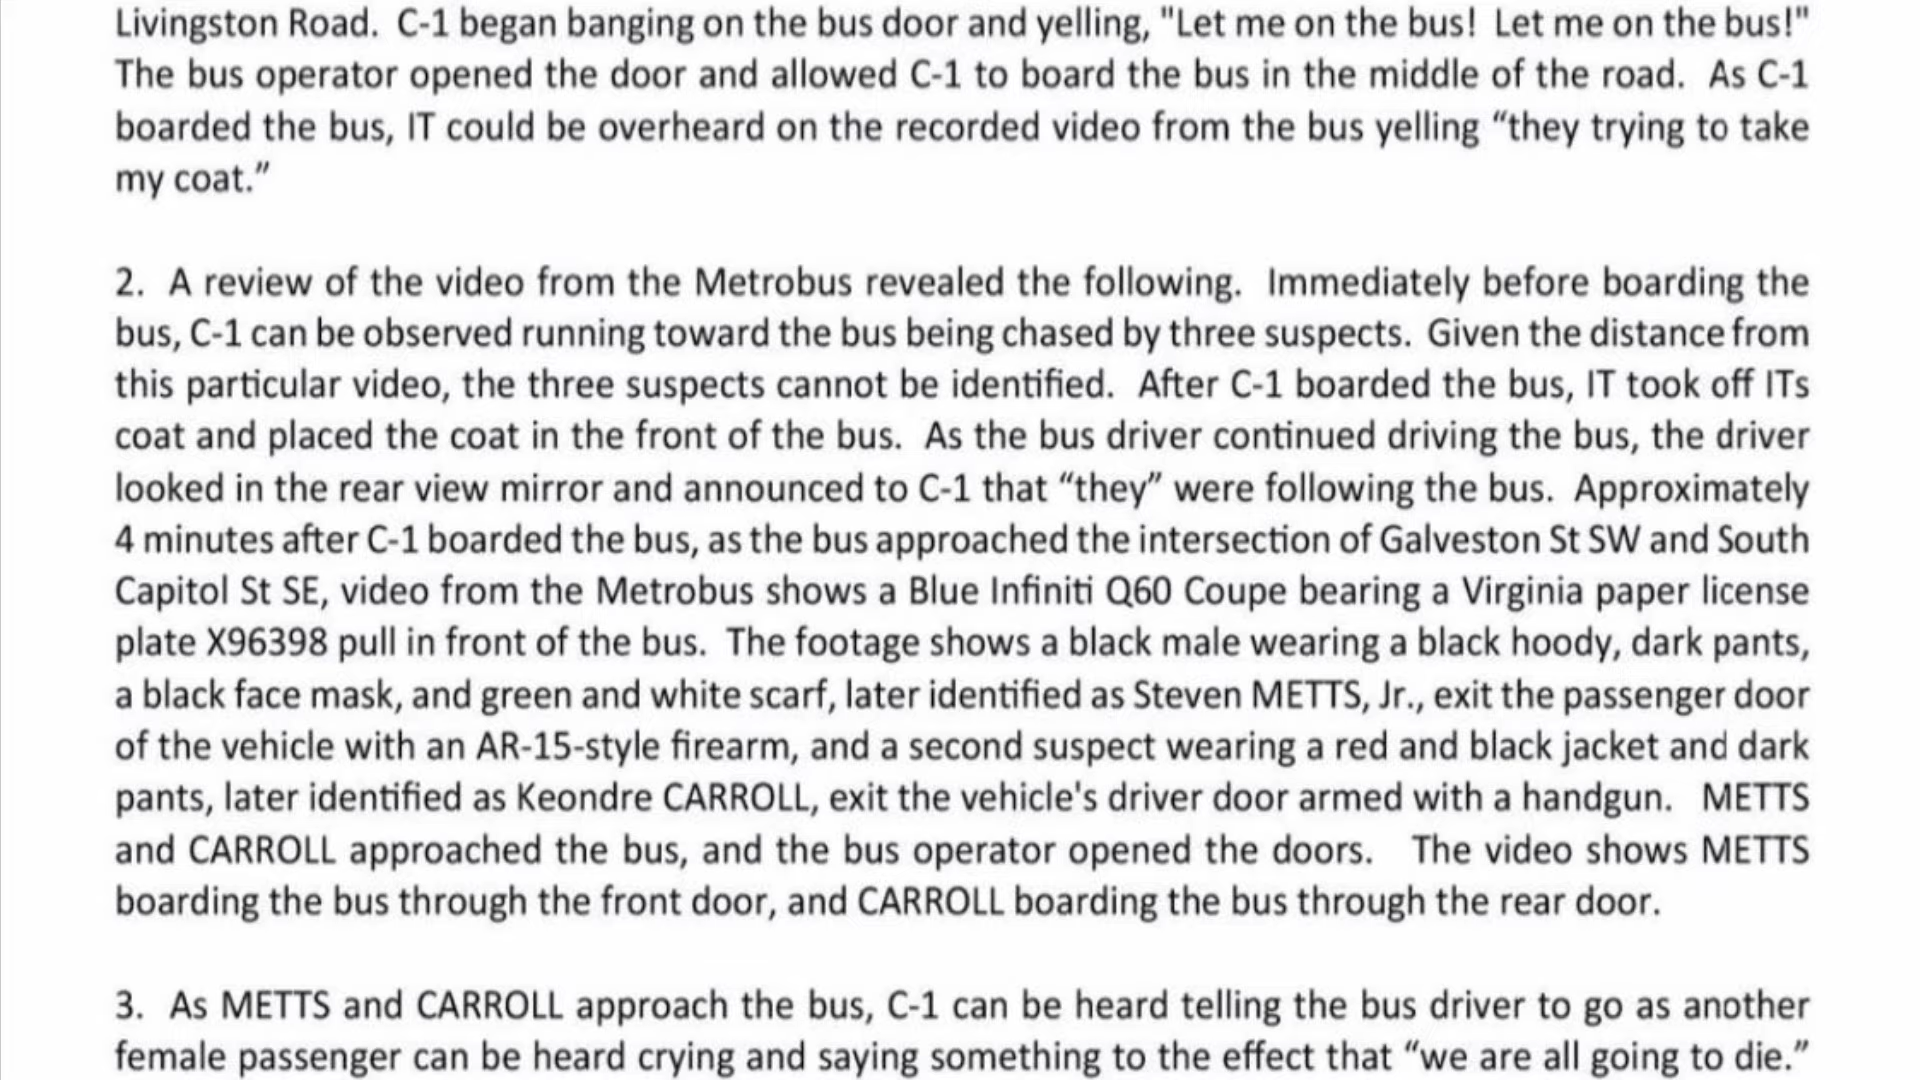 Livingston Road. C-1 began banging on the bus door and yelling, "Let me on the bus! Let me on the bus!"
The bus operator opened the door and allowed C-1 to board the bus in the middle of the road. As C-1
boarded the bus, IT could be overheard on the recorded video from the bus yelling “they trying to take
my coat.”
2. A review of the video from the Metrobus revealed the following. Immediately before boarding the
bus, C-1 can be observed running toward the bus being chased by three suspects. Given the distance from
this particular video, the three suspects cannot be identified. After C-1 boarded the bus, IT took off ITs
coat and placed the coat in the front of the bus. As the bus driver continued driving the bus, the driver
looked in the rear view mirror and announced to C-1 that “they” were following the bus. Approximately
4 minutes after C-1 boarded the bus, as the bus approached the intersection of Galveston St SW and South
Capitol St SE, video from the Metrobus shows a Blue Infiniti Q60 Coupe bearing a Virginia paper license
plate X96398 pull in front of the bus. The footage shows a black male wearing a black hoody, dark pants,
a black face mask, and green and white scarf, later identified as Steven METTS, Jr., exit the passenger door
of the vehicle with an AR-15-style firearm, and a second suspect wearing a red and black jacket and dark
pants, later identified as Keondre CARROLL, exit the vehicle's driver door armed with a handgun. METTS
and CARROLL approached the bus, and the bus operator opened the doors. The video shows METTS
boarding the bus through the front door, and CARROLL boarding the bus through the rear door.
3. As METTS and CARROLL approach the bus, C-1 can be heard telling the bus driver to go as another
female passenger can be heard crying and saying something to the effect that “we are all going to die.”